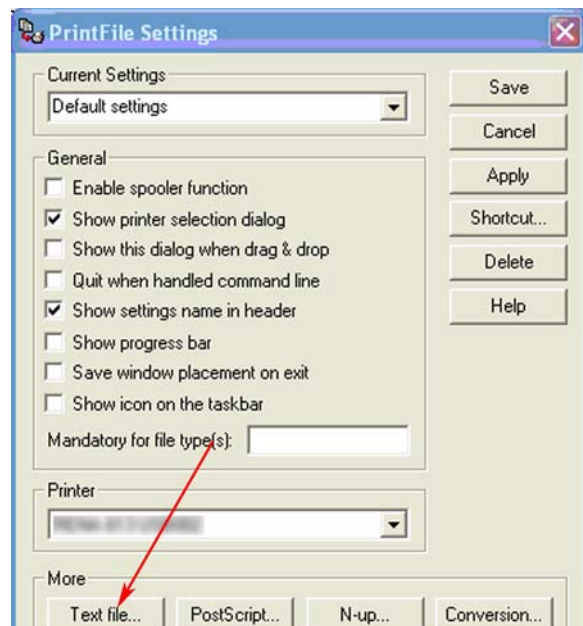 PrintFile Settings
Current Settings
Default settings
Save
Cancel
General
Enable spooler function
Show printer selection dialog
Show this dialog when drag & drop
Quit when handled command line
Show settings name in header
Show progress bar
Save window placement on exit
Show icon on the taskbar
Mandatory for file type(s):
Apply
Shortcut...
Delete
Help
Printer
More
Text file...
PostScript...
N-up...
Conversion...